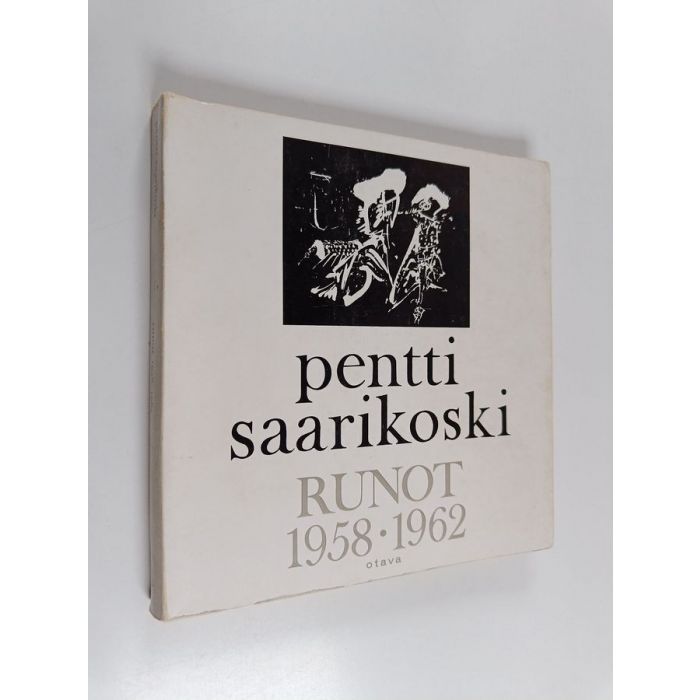 pentti
saarikoski
RUNOT
1958·1962
otava